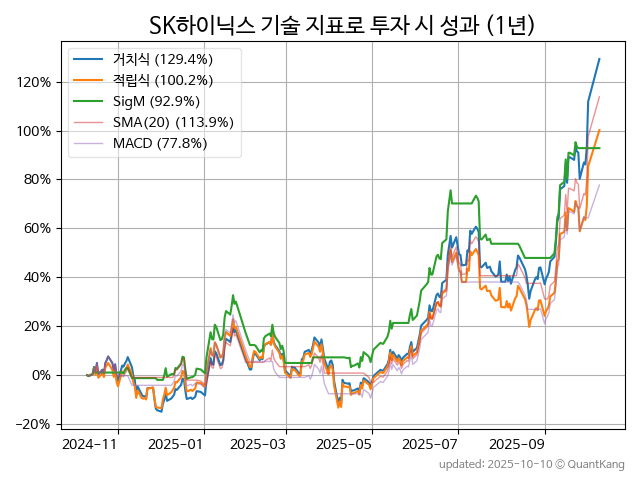 SK하이닉스 기술 지표로 투자 시 성과 (1년)
거치식 (129.4%)
적립식 (100.2%)
SigM (92.9%)
SMA(20) (113.9%)
MACD (77.8%)
120%
100%
80%
60%
40%
20%
0%
−20%
2024-11 2025-01 2025-03 2025-05 2025-07 2025-09
updated: 2025-10-10 © QuantKang